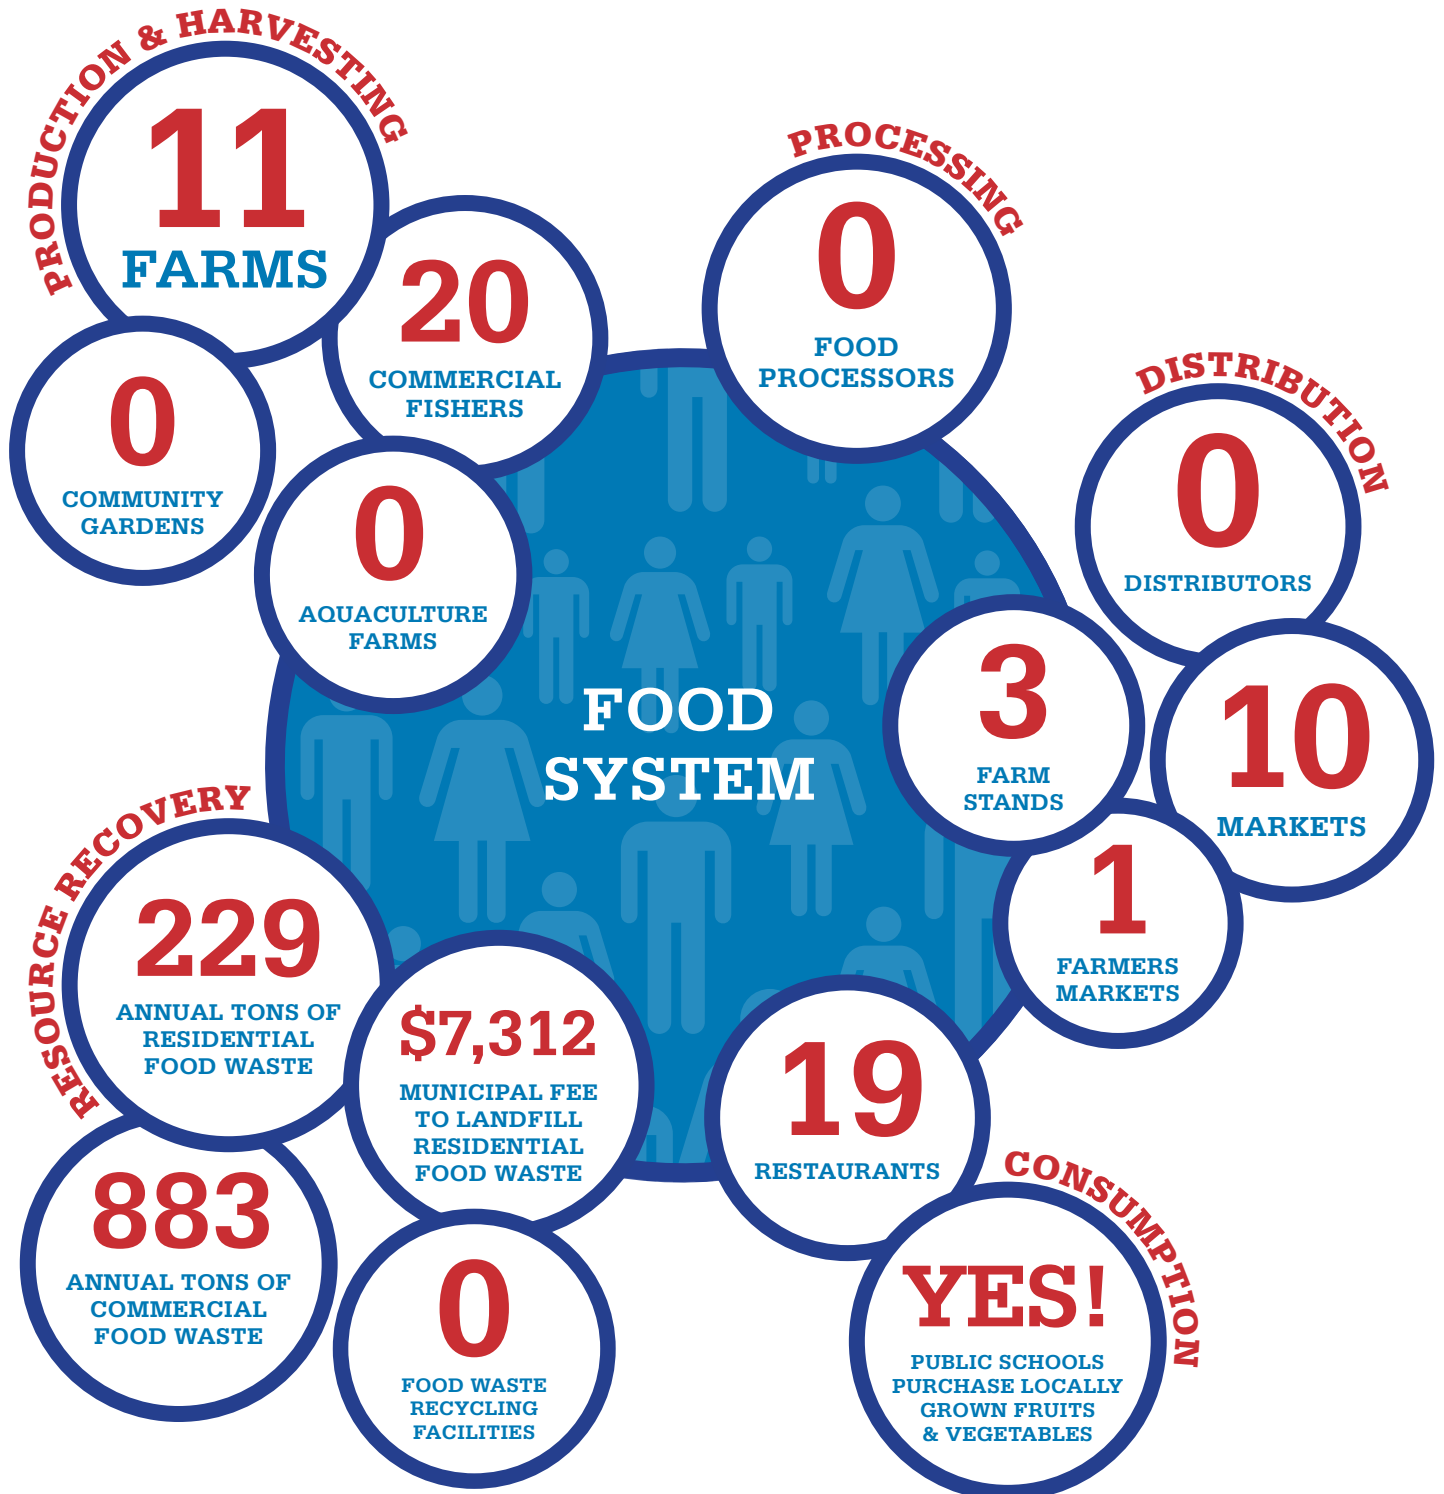 PRODUCTION & HARVESTING
11
FARMS
20
COMMERCIAL
FISHERS
0
COMMUNITY
GARDENS
0
AQUACULTURE
FARMS
PROCESSING
0
FOOD
PROCESSORS
DISTRIBUTION
0
DISTRIBUTORS
3
FARM
STANDS
10
MARKETS
1
FARMERS
MARKETS
FOOD
SYSTEM
RESOURCE RECOVERY
229
ANNUAL TONS OF
RESIDENTIAL
FOOD WASTE
$7,312
MUNICIPAL FEE
TO LANDFILL
RESIDENTIAL
FOOD WASTE
883
ANNUAL TONS OF
COMMERCIAL
FOOD WASTE
0
FOOD WASTE
RECYCLING
FACILITIES
19
RESTAURANTS
CONSUMPTION
YES!
PUBLIC SCHOOLS
PURCHASE LOCALLY
GROWN FRUITS
& VEGETABLES